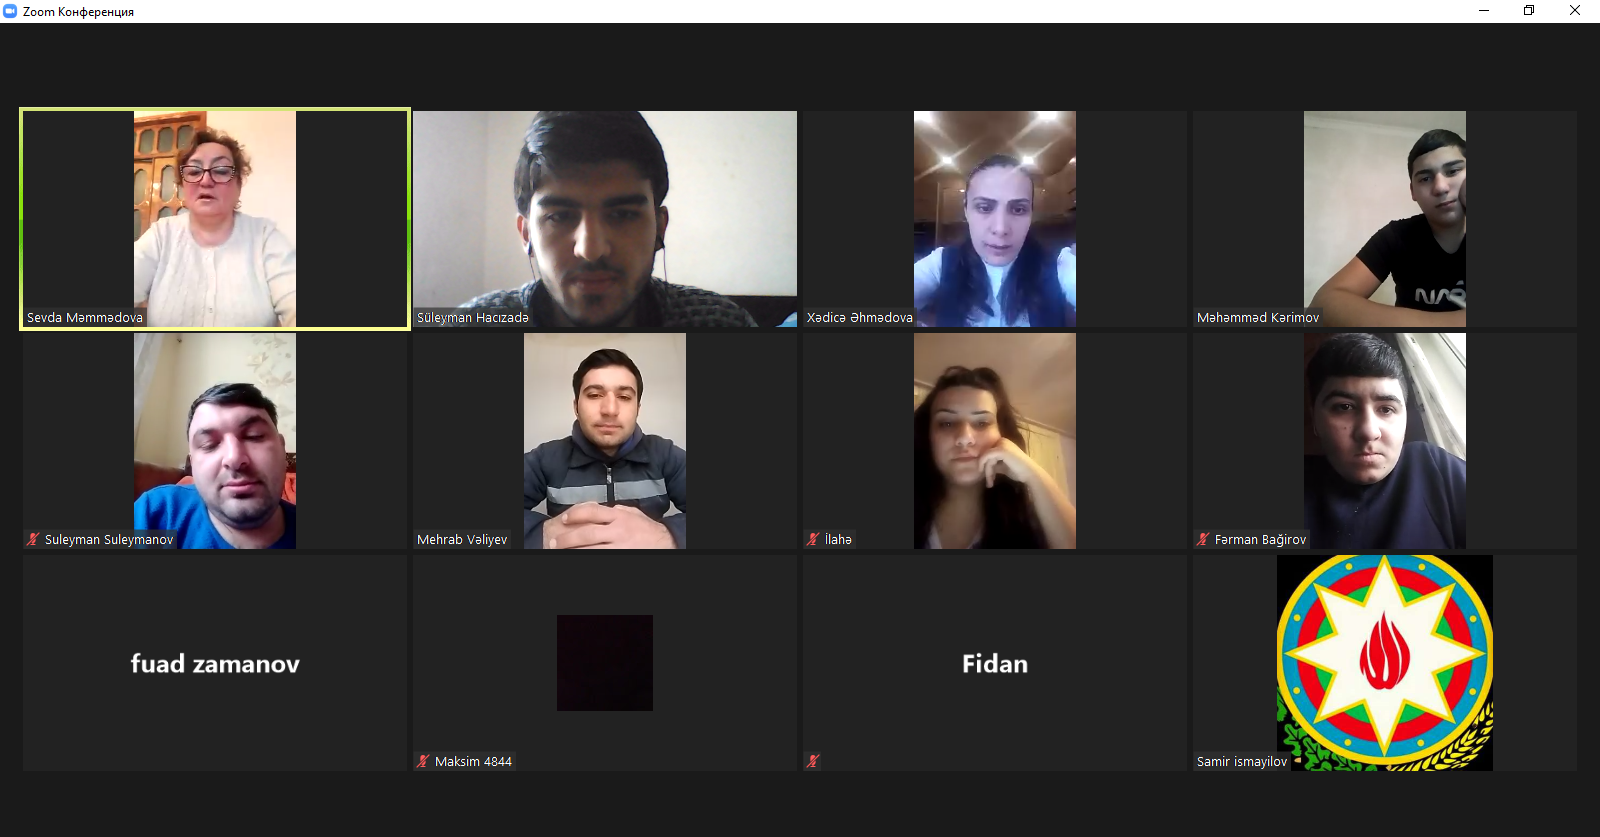 Zoom Конференция
Sevda Məmmədova
Süleyman Hacızadə
Xədicə Əhmədova
Məhəmməd Kərimov
Suleyman Suleymanov
Mehrab Vəliyev
İlahə
Fərman Bağirov
fuad zamanov
Maksim 4844
Fidan
Samir ismayilov